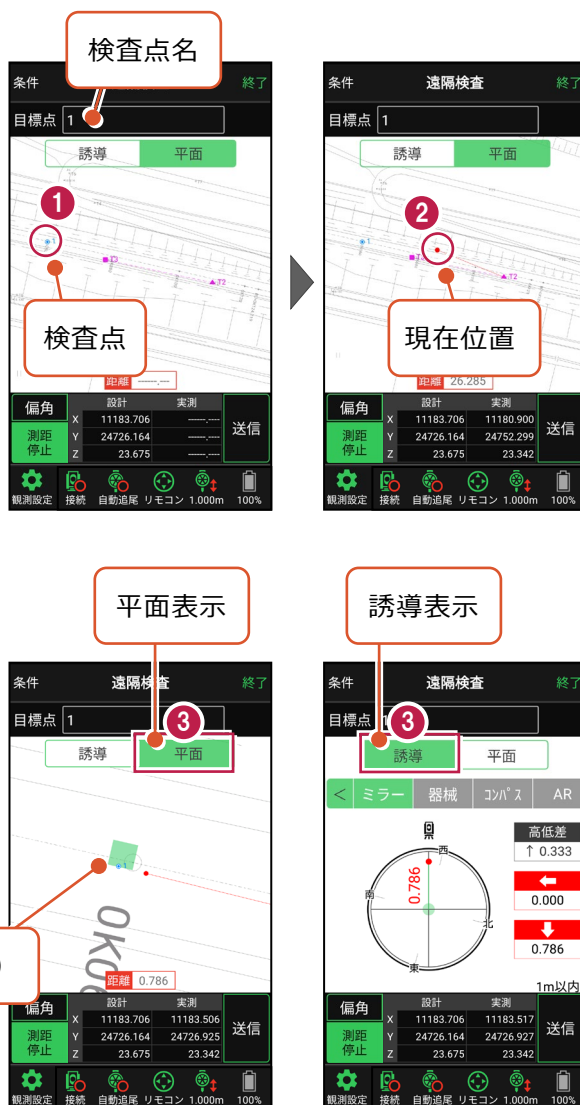 検査点名
条件
終了
目標点 1
誘導 平面
1
1
T3
T2
検査点
距離 ------.---
偏角
設計 実測
X 11183.706 ------.---
測距停止
Y 24726.164 ------.---
Z 23.675 ------.---
送信
観測設定 接続 自動追尾 リモコン 1.000m 100%
条件 遠隔検査 終了
目標点 1
誘導 平面
2
1
T2
現在位置
距離 26.285
偏角
設計 実測
X 11183.706 11180.900
測距停止
Y 24726.164 24752.299
Z 23.675 23.342
送信
観測設定 接続 自動追尾 リモコン 1.000m 100%
平面表示
条件 遠隔検査 終了
目標点 1
3
誘導 平面
1
距離 0.786
偏角
設計 実測
X 11183.706 11183.506
測距停止
Y 24726.164 24726.925
Z 23.675 23.342
送信
観測設定 接続 自動追尾 リモコン 1.000m 100%
誘導表示
条件 遠隔検査 終了
目標点 1
3
誘導 平面
< ミラー 器械 コンパス AR
高低差
↑ 0.333
西
南
北
東
0.786
0.000
0.786
1m以内
偏角
設計 実測
X 11183.706 11183.517
測距停止
Y 24726.164 24726.927
Z 23.675 23.342
送信
観測設定 接続 自動追尾 リモコン 1.000m 100%